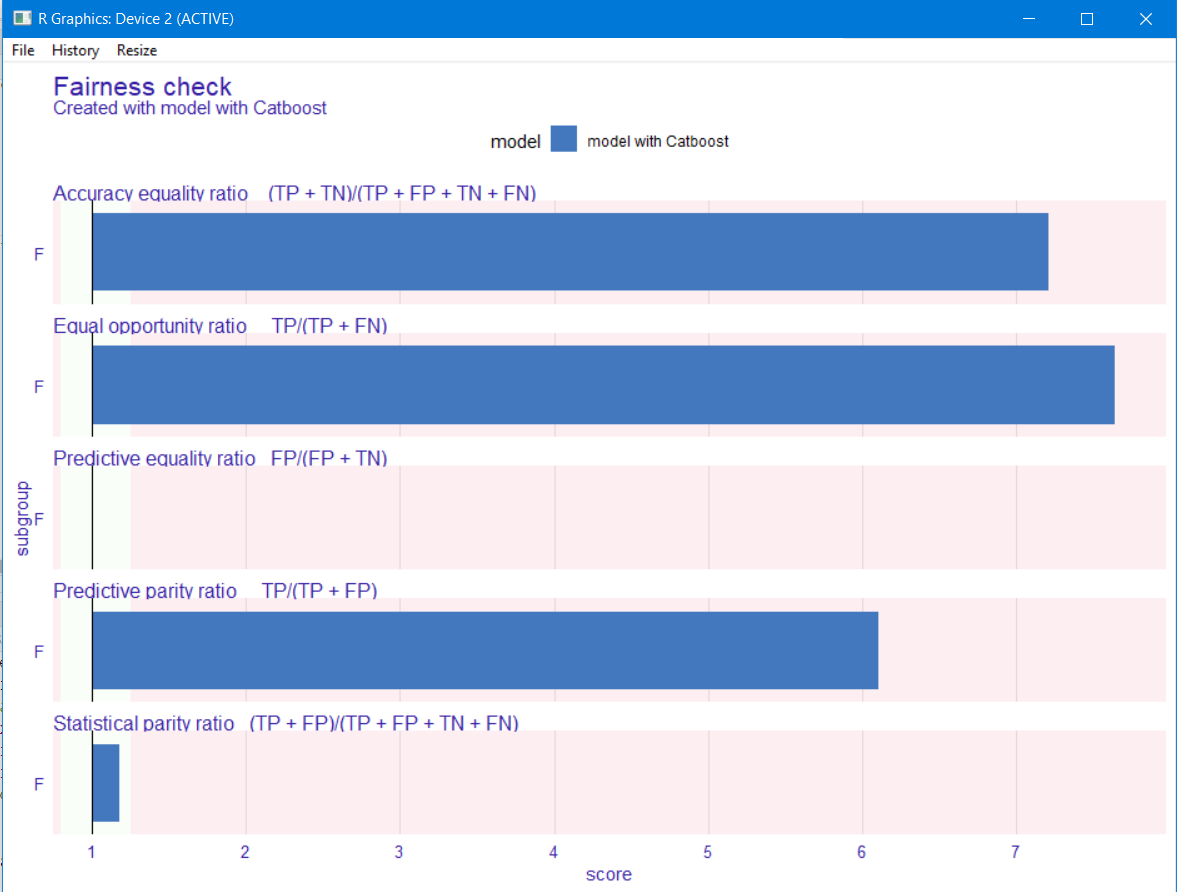 R Graphics: Device 2 (ACTIVE)
File History Resize
Fairness check
Created with model with Catboost
model model with Catboost
Accuracy equality ratio (TP + TN)/(TP + FP + TN + FN)
F
Equal opportunity ratio TP/(TP + FN)
F
Predictive equality ratio FP/(FP + TN)
subgroup
F
Predictive parity ratio TP/(TP + FP)
F
Statistical parity ratio (TP + FP)/(TP + FP + TN + FN)
F
1 2 3 4 5 6 7
score